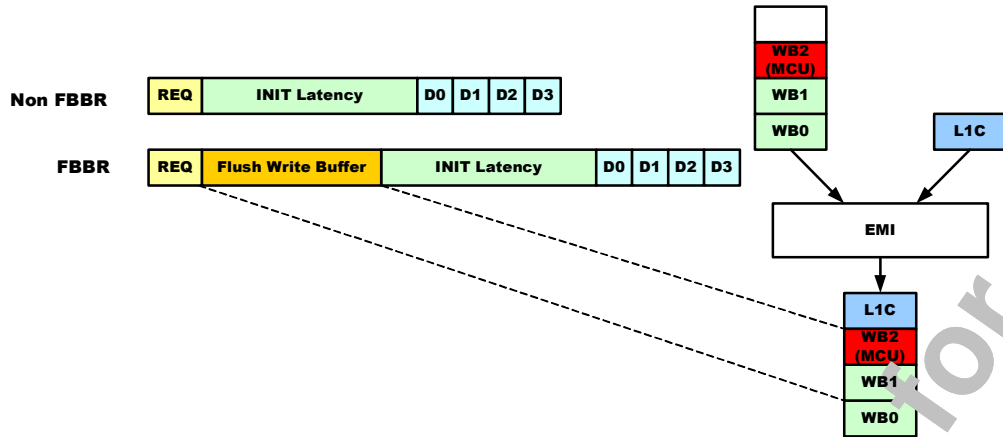 Non FBBR
REQ
INIT Latency
D0
D1
D2
D3
FBBR
REQ
Flush Write Buffer
INIT Latency
D0
D1
D2
D3
WB2
(MCU)
WB1
WB0
L1C
EMI
L1C
WB2
(MCU)
WB1
WB0
for